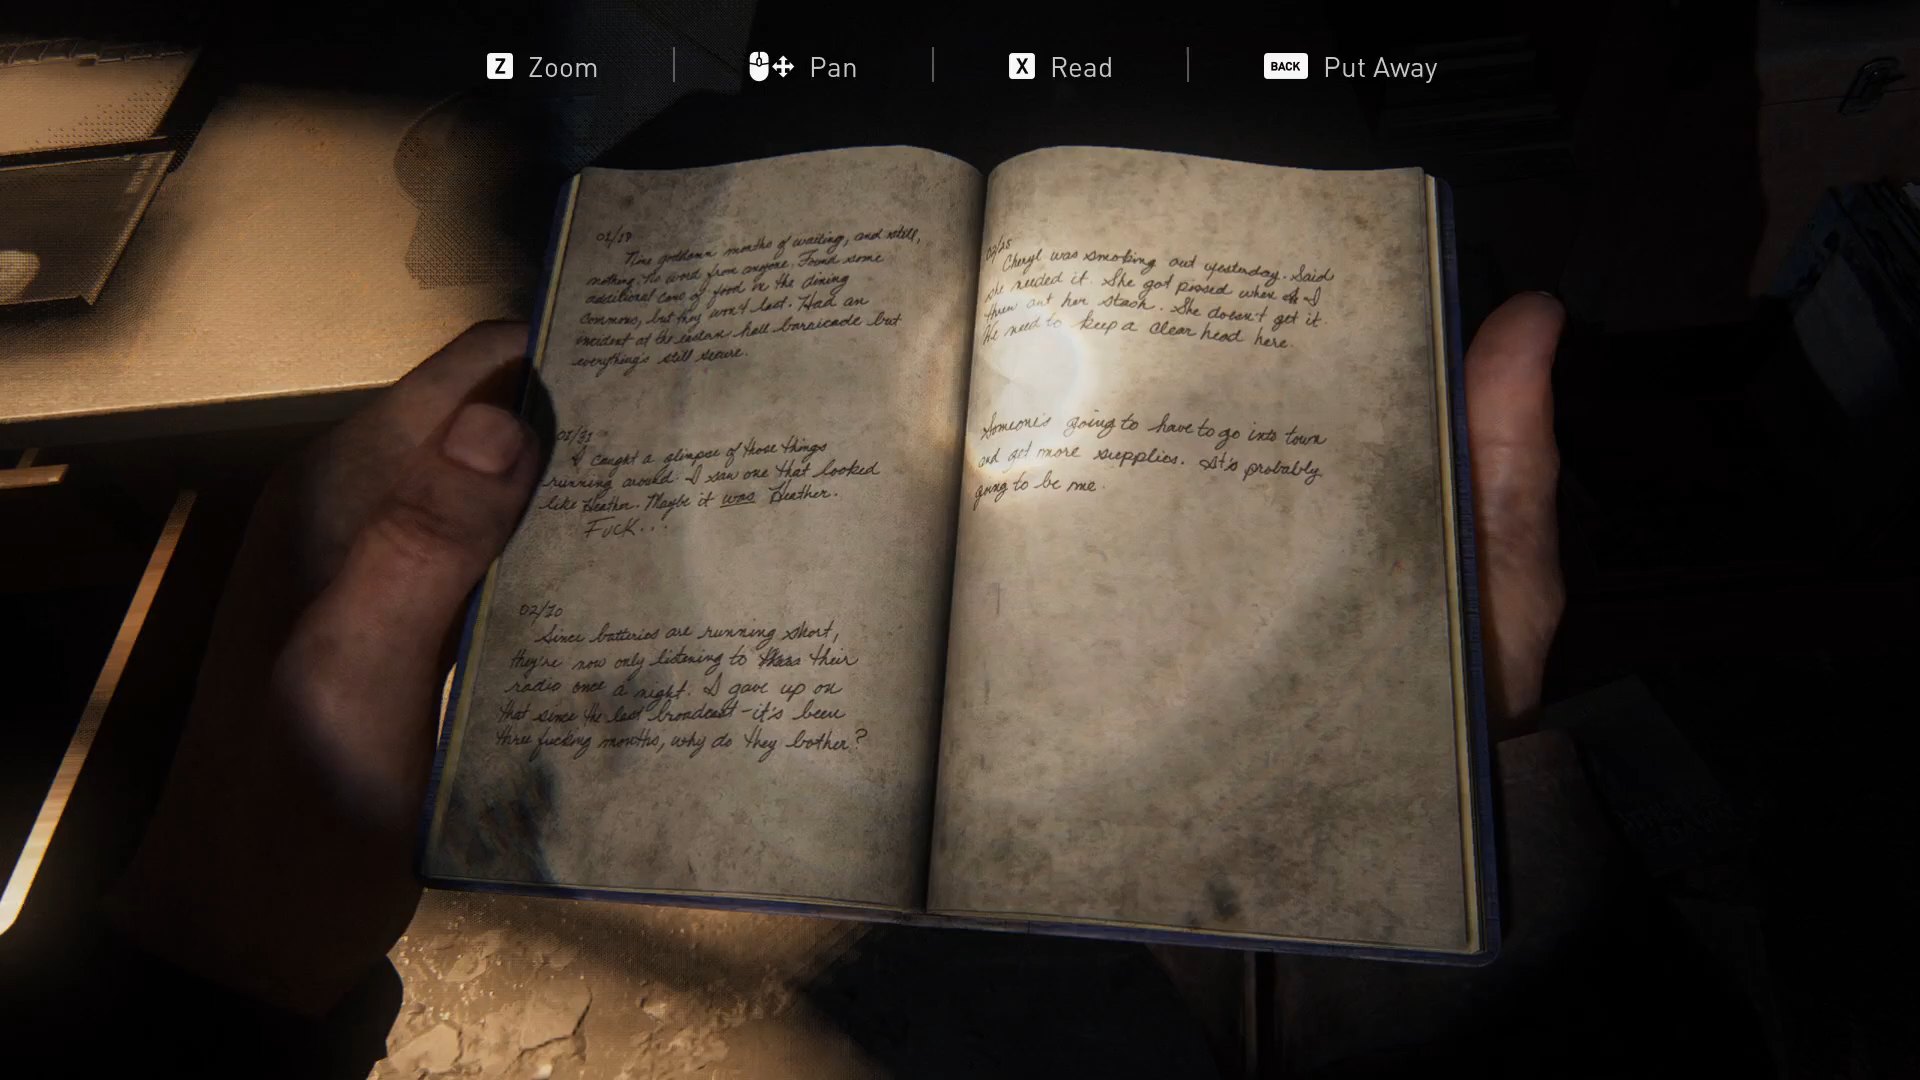 Z Zoom
Pan
X Read
BACK Put Away
01/18
Nine goddamn months of waiting, and still,
nothing. No word from anyone. Found some
additional cans of food in the dining
commons, but they won't last. Had an
incident at the eastern hall barricade but
everything's still secure.
01/31
I caught a glimpse of those things
running around. I saw one that looked
like Heather. Maybe it was Heather.
Fuck...
02/10
Since batteries are running short,
they're now only listening to their
radio once a night. I gave up on
that since the last broadcast - it's been
three fucking months, why do they bother?
Cheryl was smoking out yesterday. Said
she needed it. She got pissed when I
threw out her stash. She doesn't get it.
We need to keep a clear head here.
Someone's going to have to go into town
and get more supplies. It's probably
going to be me.